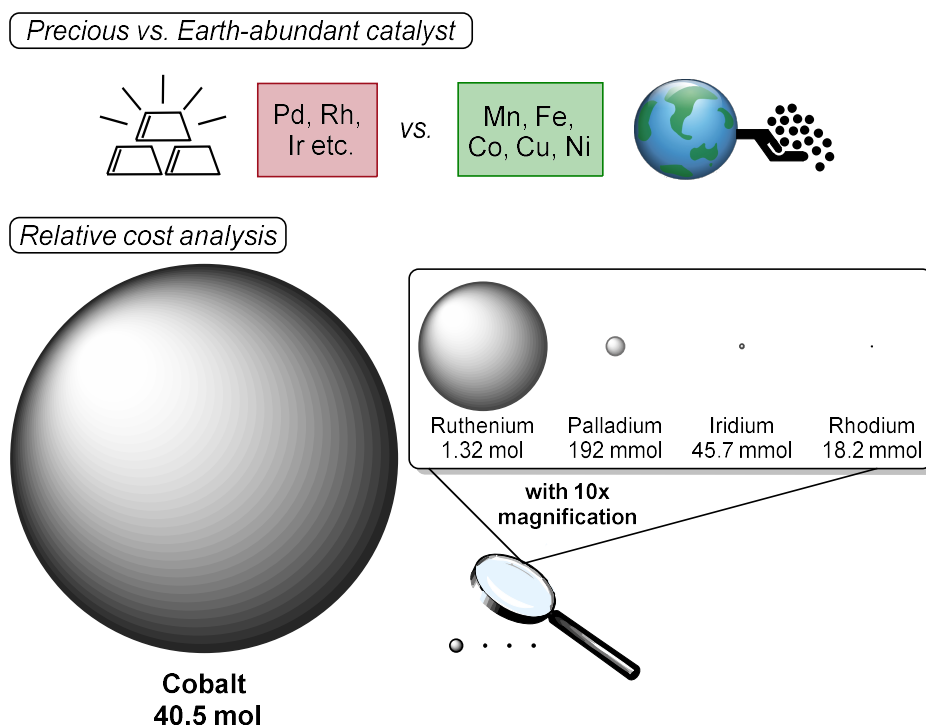 Precious vs. Earth-abundant catalyst
Pd, Rh,
Ir etc.
vs.
Mn, Fe,
Co, Cu, Ni
Relative cost analysis
Ruthenium
1.32 mol
Palladium
192 mmol
Iridium
45.7 mmol
Rhodium
18.2 mmol
with 10x
magnification
Cobalt
40.5 mol